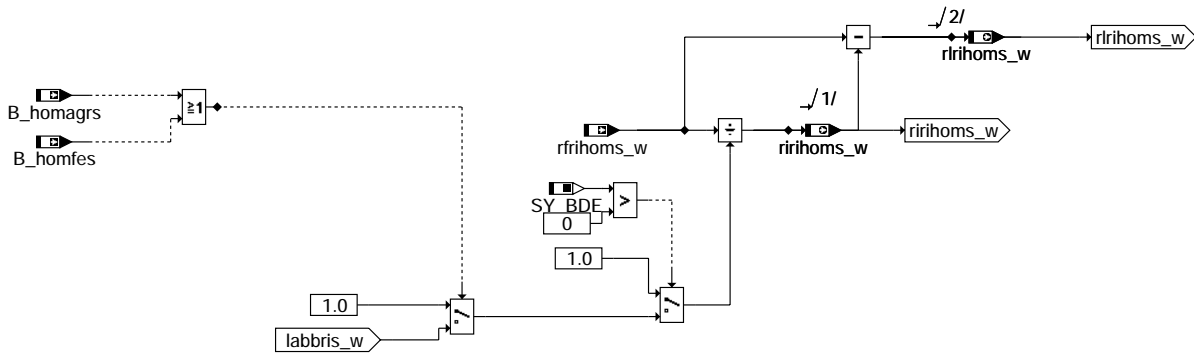 /2/
rlrihoms_w
rlrihoms_w
B_homagrs
≥1
B_homfes
/1/
rfrihoms_w
ririhoms_w
ririhoms_w
SY_BDE
>
0
1.0
1.0
labbris_w